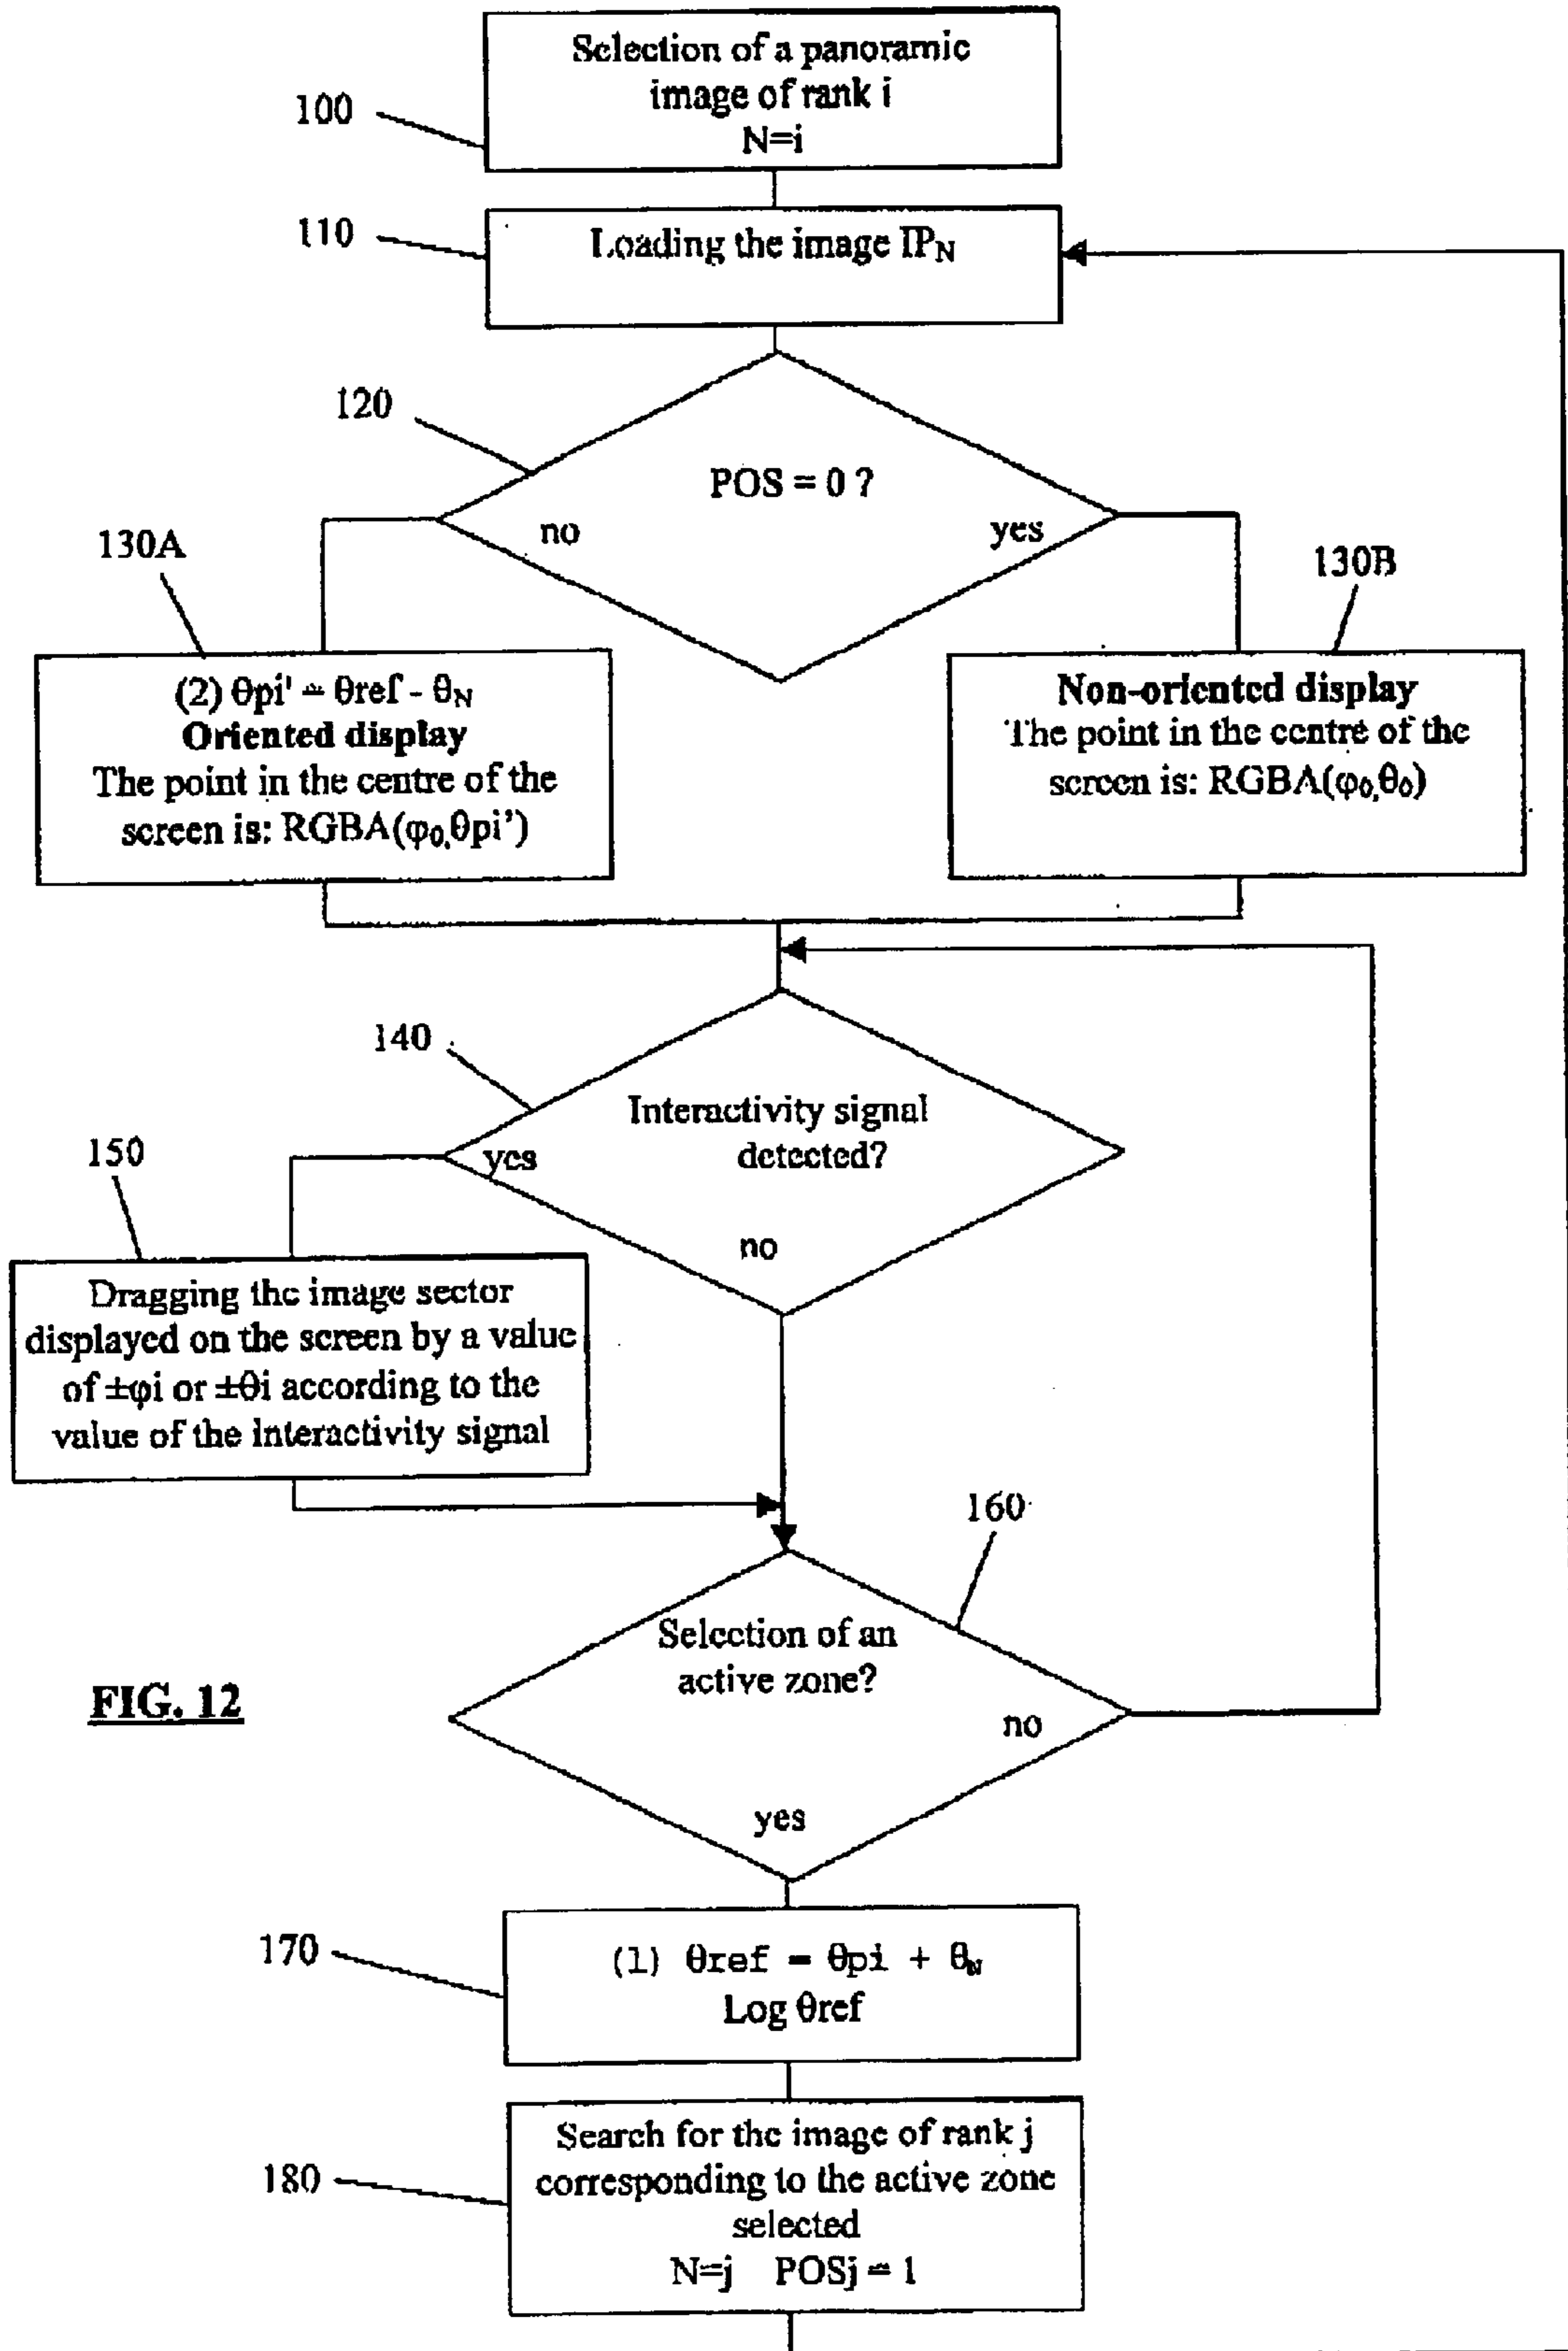 Selection of a panoramic
image of rank i
N=i
100
110
Loading the image IPN
120
POS = 0 ?
no
yes
130A
130B
(2) θpi' = θref - θN
Oriented display
The point in the centre of the
screen is: RGBA(φ0,θpi')
Non-oriented display
The point in the centre of the
screen is: RGBA(φ0,θ0)
140
Interactivity signal
detected?
yes
no
150
Dragging the image sector
displayed on the screen by a value
of ±φi or ±θi according to the
value of the interactivity signal
160
Selection of an
active zone?
no
yes
FIG. 12
170
(1) θref = θpi + θN
Log θref
180
Search for the image of rank j
corresponding to the active zone
selected
N=j POSj = 1